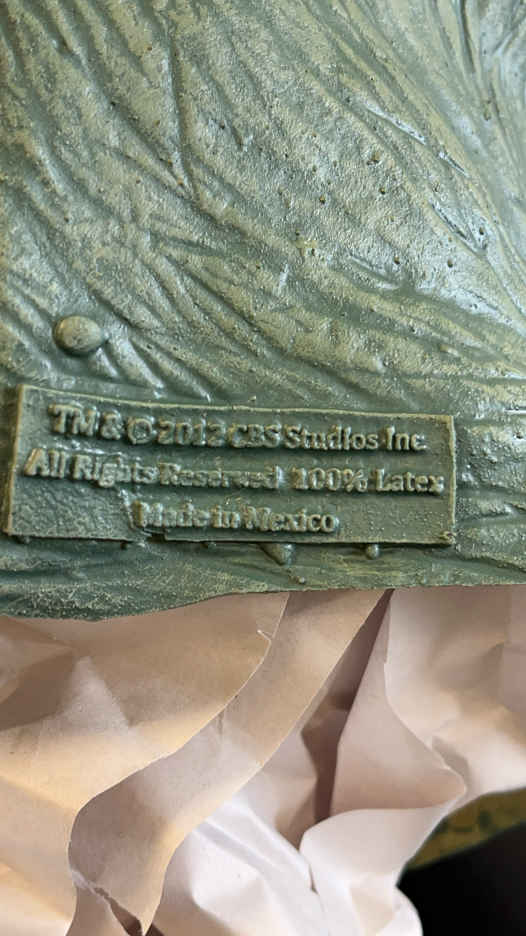 TM & © 2012 CBS Studios Inc.
All Rights Reserved 100% Latex
Made in Mexico